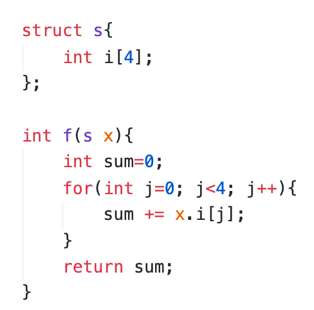 struct s{
    int i[4];
};

int f(s x){
    int sum=0;
    for(int j=0; j<4; j++){
        sum += x.i[j];
    }
    return sum;
}